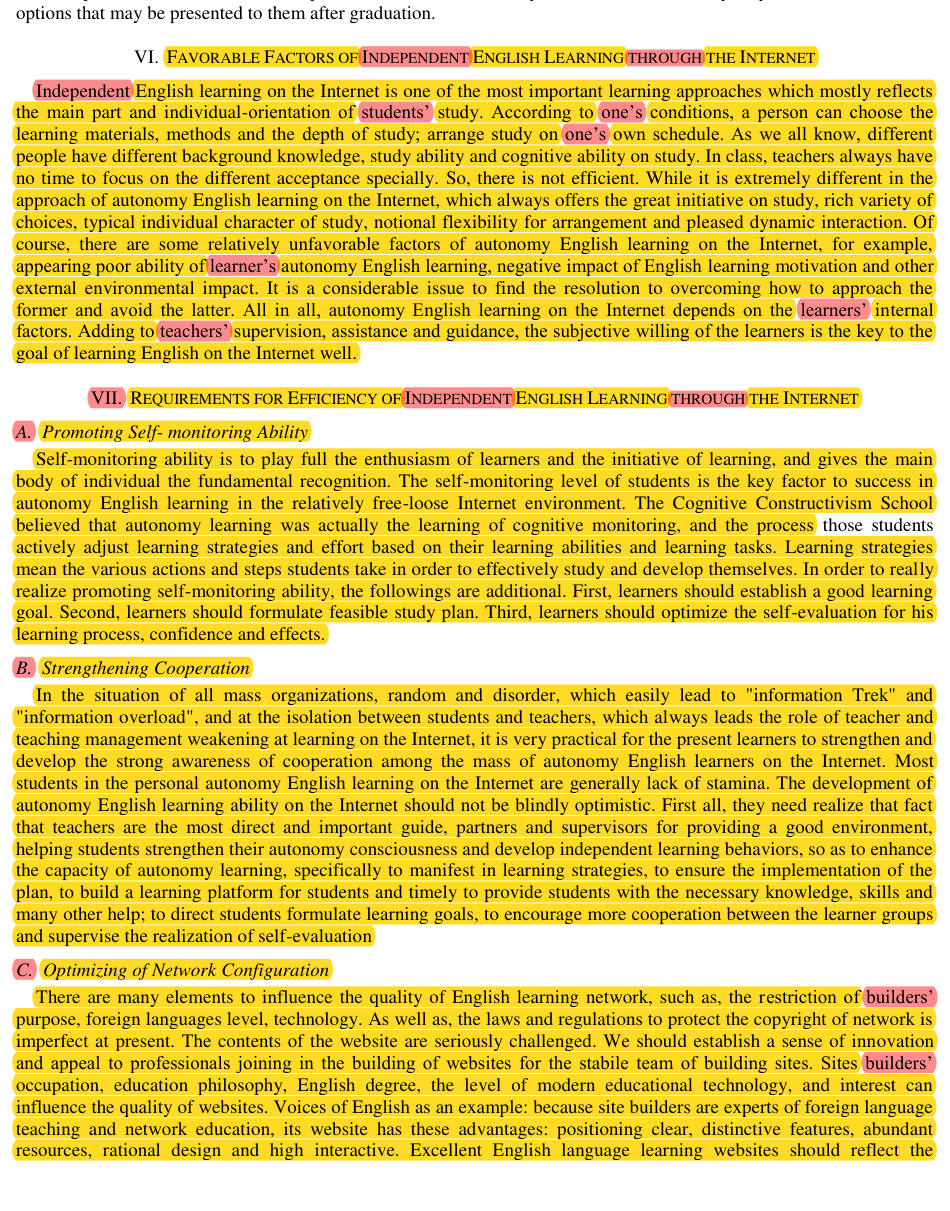 options that may be presented to them after graduation.
VI. FAVORABLE FACTORS OF INDEPENDENT ENGLISH LEARNING THROUGH THE INTERNET
Independent English learning on the Internet is one of the most important learning approaches which mostly reflects
the main part and individual-orientation of students’ study. According to one’s conditions, a person can choose the
learning materials, methods and the depth of study; arrange study on one’s own schedule. As we all know, different
people have different background knowledge, study ability and cognitive ability on study. In class, teachers always have
no time to focus on the different acceptance specially. So, there is not efficient. While it is extremely different in the
approach of autonomy English learning on the Internet, which always offers the great initiative on study, rich variety of
choices, typical individual character of study, notional flexibility for arrangement and pleased dynamic interaction. Of
course, there are some relatively unfavorable factors of autonomy English learning on the Internet, for example,
appearing poor ability of learner’s autonomy English learning, negative impact of English learning motivation and other
external environmental impact. It is a considerable issue to find the resolution to overcoming how to approach the
former and avoid the latter. All in all, autonomy English learning on the Internet depends on the learners’ internal
factors. Adding to teachers’ supervision, assistance and guidance, the subjective willing of the learners is the key to the
goal of learning English on the Internet well.
VII. REQUIREMENTS FOR EFFICIENCY OF INDEPENDENT ENGLISH LEARNING THROUGH THE INTERNET
A. Promoting Self- monitoring Ability
Self-monitoring ability is to play full the enthusiasm of learners and the initiative of learning, and gives the main
body of individual the fundamental recognition. The self-monitoring level of students is the key factor to success in
autonomy English learning in the relatively free-loose Internet environment. The Cognitive Constructivism School
believed that autonomy learning was actually the learning of cognitive monitoring, and the process those students
actively adjust learning strategies and effort based on their learning abilities and learning tasks. Learning strategies
mean the various actions and steps students take in order to effectively study and develop themselves. In order to really
realize promoting self-monitoring ability, the followings are additional. First, learners should establish a good learning
goal. Second, learners should formulate feasible study plan. Third, learners should optimize the self-evaluation for his
learning process, confidence and effects.
B. Strengthening Cooperation
In the situation of all mass organizations, random and disorder, which easily lead to "information Trek" and
"information overload", and at the isolation between students and teachers, which always leads the role of teacher and
teaching management weakening at learning on the Internet, it is very practical for the present learners to strengthen and
develop the strong awareness of cooperation among the mass of autonomy English learners on the Internet. Most
students in the personal autonomy English learning on the Internet are generally lack of stamina. The development of
autonomy English learning ability on the Internet should not be blindly optimistic. First all, they need realize that fact
that teachers are the most direct and important guide, partners and supervisors for providing a good environment,
helping students strengthen their autonomy consciousness and develop independent learning behaviors, so as to enhance
the capacity of autonomy learning, specifically to manifest in learning strategies, to ensure the implementation of the
plan, to build a learning platform for students and timely to provide students with the necessary knowledge, skills and
many other help; to direct students formulate learning goals, to encourage more cooperation between the learner groups
and supervise the realization of self-evaluation
C. Optimizing of Network Configuration
There are many elements to influence the quality of English learning network, such as, the restriction of builders’
purpose, foreign languages level, technology. As well as, the laws and regulations to protect the copyright of network is
imperfect at present. The contents of the website are seriously challenged. We should establish a sense of innovation
and appeal to professionals joining in the building of websites for the stabile team of building sites. Sites builders’
occupation, education philosophy, English degree, the level of modern educational technology, and interest can
influence the quality of websites. Voices of English as an example: because site builders are experts of foreign language
teaching and network education, its website has these advantages: positioning clear, distinctive features, abundant
resources, rational design and high interactive. Excellent English language learning websites should reflect the